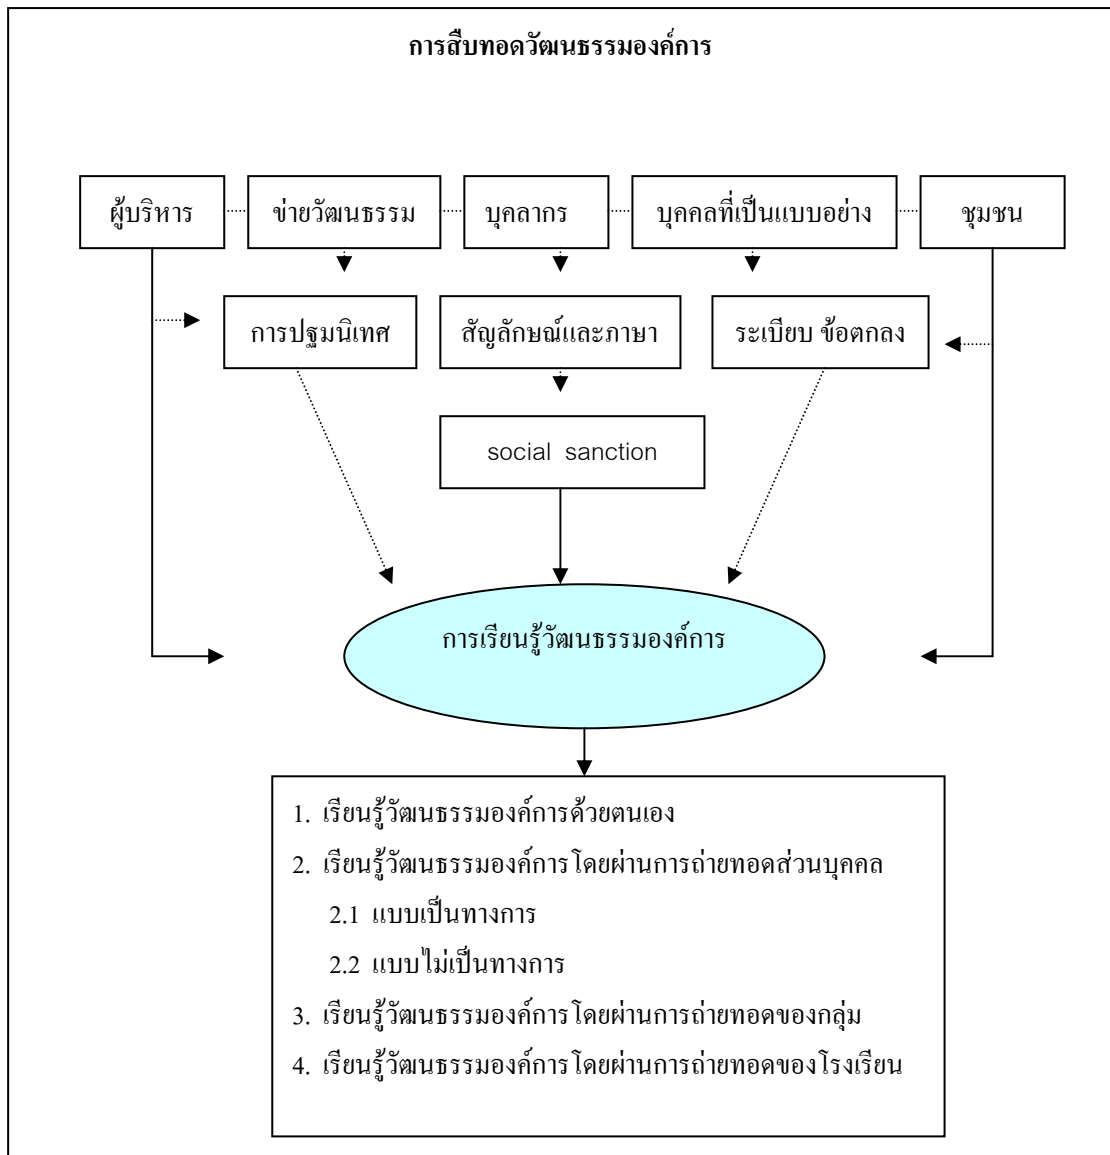 การสืบทอดวัฒนธรรมองค์การ
ผู้บริหาร
ข่ายวัฒนธรรม
บุคลากร
บุคคลที่เป็นแบบอย่าง
ชุมชน
การปฐมนิเทศ
สัญลักษณ์และภาษา
ระเบียบ ข้อตกลง
social sanction
การเรียนรู้วัฒนธรรมองค์การ
1. เรียนรู้วัฒนธรรมองค์การด้วยตนเอง
2. เรียนรู้วัฒนธรรมองค์การโดยผ่านการถ่ายทอดส่วนบุคคล
2.1 แบบเป็นทางการ
2.2 แบบไม่เป็นทางการ
3. เรียนรู้วัฒนธรรมองค์การโดยผ่านการถ่ายทอดของกลุ่ม
4. เรียนรู้วัฒนธรรมองค์การโดยผ่านการถ่ายทอดของโรงเรียน